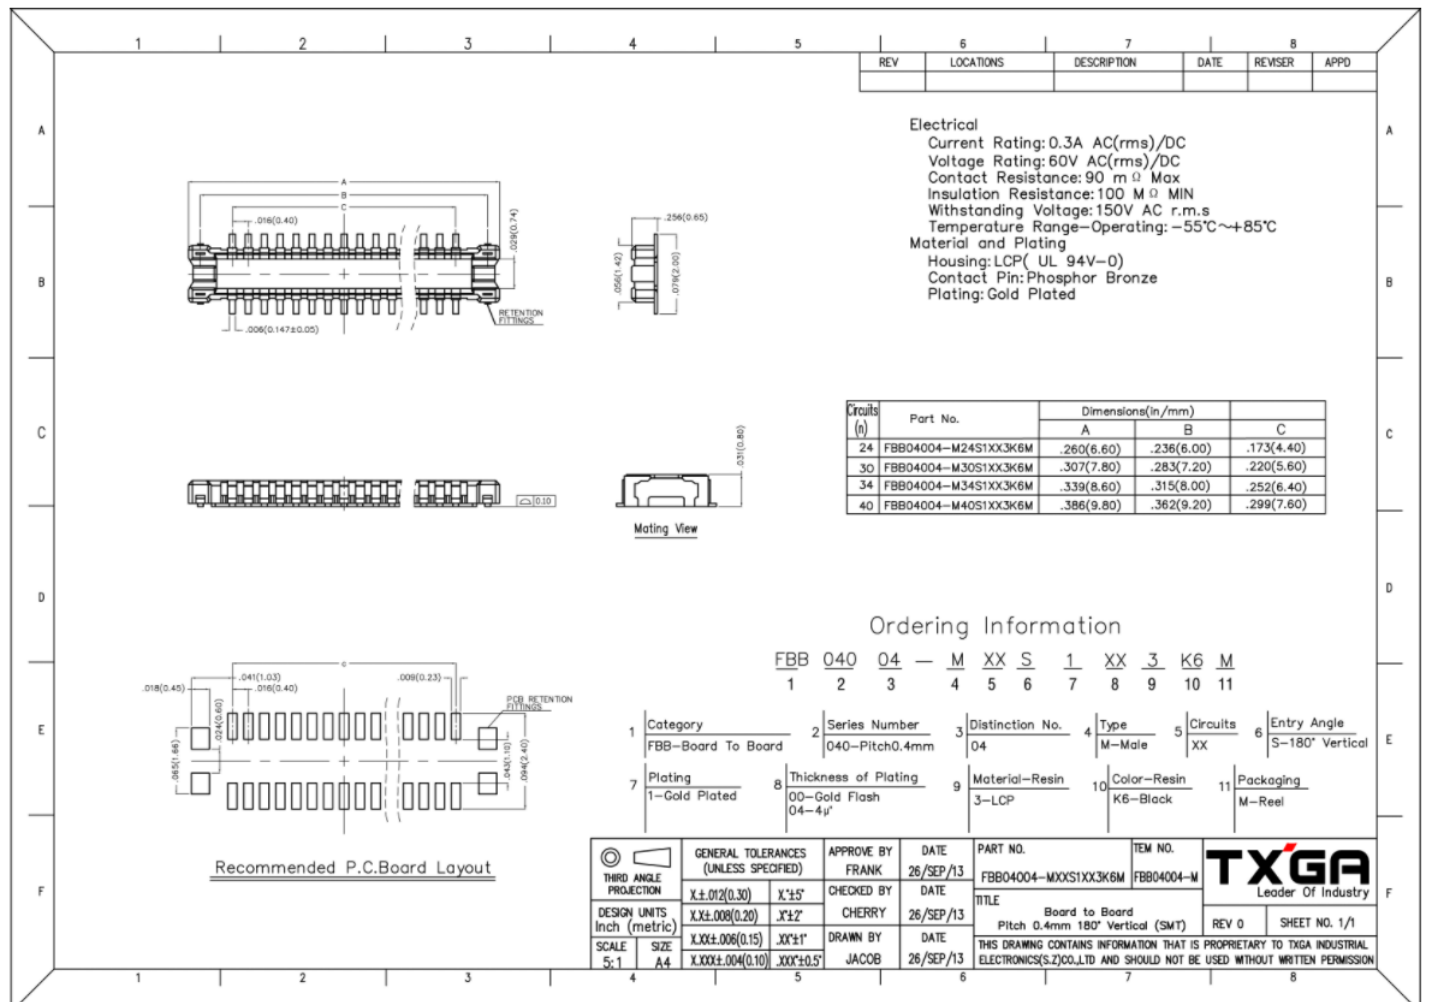 1 2 3 4 5 6 7 8
REV LOCATIONS DESCRIPTION DATE REVISER APPD
A A
Electrical
Current Rating:0.3A AC(rms)/DC
Voltage Rating:60V AC(rms)/DC
Contact Resistance:90 mΩ Max
Insulation Resistance:100 MΩ MIN
Withstanding Voltage:150V AC r.m.s
Temperature Range-Operating:-55℃~+85℃
Material and Plating
Housing:LCP( UL 94V-0)
Contact Pin:Phosphor Bronze
Plating:Gold Plated
A
B
C
.016(0.40)
.029(0.74)
.006(0.147±0.05)
RETENTION
FITTINGS
.256(0.65)
.056(1.42)
.079(2.00)
B B
C C
0.10
.031(0.80)
Mating View
Circuits (n) Part No. Dimensions(in/mm)
A B C
24 FBB04004-M24S1XX3K6M .260(6.60) .236(6.00) .173(4.40)
30 FBB04004-M30S1XX3K6M .307(7.80) .283(7.20) .220(5.60)
34 FBB04004-M34S1XX3K6M .339(8.60) .315(8.00) .252(6.40)
40 FBB04004-M40S1XX3K6M .386(9.80) .362(9.20) .299(7.60)
D D
Ordering Information
FBB 040 04 - M XX S 1 XX 3 K6 M
1 2 3 4 5 6 7 8 9 10 11
1 Category
FBB-Board To Board
2 Series Number
040-Pitch0.4mm
3 Distinction No.
04
4 Type
M-Male
5 Circuits
XX
6 Entry Angle
S-180° Vertical
7 Plating
1-Gold Plated
8 Thickness of Plating
00-Gold Flash
04-4μ"
9 Material-Resin
3-LCP
10 Color-Resin
K6-Black
11 Packaging
M-Reel
C
.041(1.03)
.009(0.23)
.018(0.45)
.016(0.40)
.024(0.60)
.065(1.66)
.043(1.10)
.094(2.40)
PCB RETENTION
FITTINGS
E E
Recommended P.C.Board Layout
F F
THIRD ANGLE
PROJECTION
DESIGN UNITS
Inch (metric)
SCALE SIZE
5:1 A4
GENERAL TOLERANCES
(UNLESS SPECIFIED)
X.±.012(0.30) X.°±5°
X.X±.008(0.20) .X°±2°
X.XX±.006(0.15) .XX°±1°
X.XXX±.004(0.10) .XXX°±0.5°
APPROVE BY DATE
FRANK 26/SEP/13
CHECKED BY DATE
CHERRY 26/SEP/13
DRAWN BY DATE
JACOB 26/SEP/13
PART NO. TEM NO.
FBB04004-MXXS1XX3K6M FBB04004-M
TITLE
Board to Board
Pitch 0.4mm 180° Vertical (SMT)
TXGA
Leader Of Industry
REV 0 SHEET NO. 1/1
THIS DRAWING CONTAINS INFORMATION THAT IS PROPRIETARY TO TXGA INDUSTRIAL
ELECTRONICS(S.Z)CO.,LTD AND SHOULD NOT BE USED WITHOUT WRITTEN PERMISSION
1 2 3 4 5 6 7 8